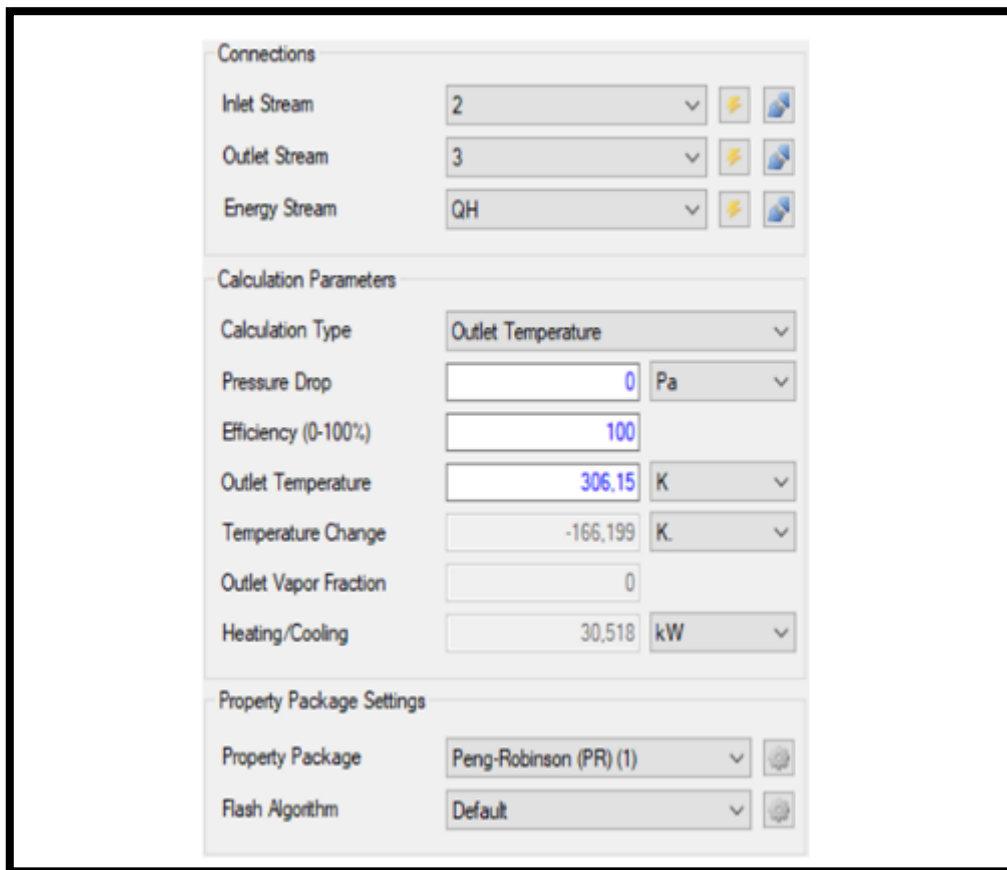 Connections
Inlet Stream 2
Outlet Stream 3
Energy Stream QH
Calculation Parameters
Calculation Type Outlet Temperature
Pressure Drop 0 Pa
Efficiency (0-100%) 100
Outlet Temperature 306,15 K
Temperature Change -166,199 K.
Outlet Vapor Fraction 0
Heating/Cooling 30,518 kW
Property Package Settings
Property Package Peng-Robinson (PR) (1)
Flash Algorithm Default